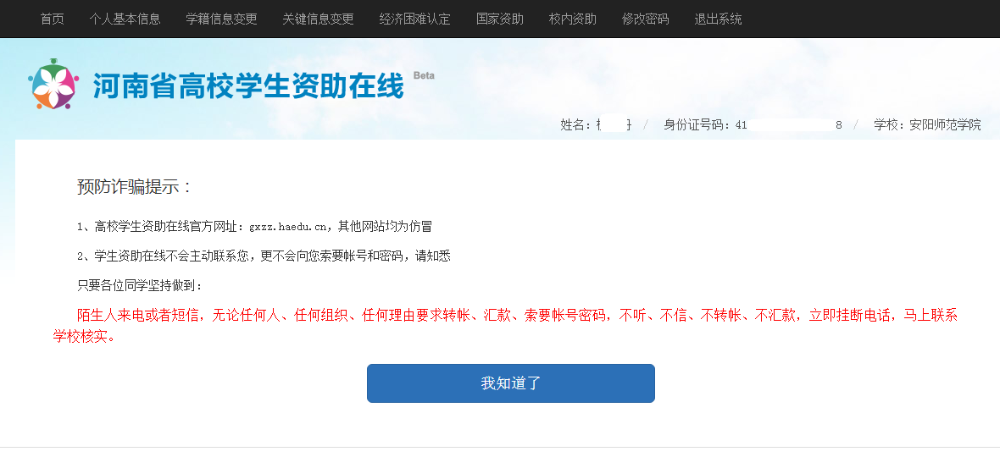 首页 个人基本信息 学籍信息变更 关键信息变更 经济困难认定 国家资助 校内资助 修改密码 退出系统
河南省高校学生资助在线 Beta
姓名： / 身份证号码：41 8 / 学校：安阳师范学院
预防诈骗提示：
1、高校学生资助在线官方网址：gxzz.haedu.cn，其他网站均为仿冒
2、学生资助在线不会主动联系您，更不会向您索要帐号和密码，请知悉
只要各位同学坚持做到：
陌生人来电或者短信，无论任何人、任何组织、任何理由要求转帐、汇款、索要帐号密码，不听、不信、不转帐、不汇款，立即挂断电话，马上联系
学校核实。
我知道了